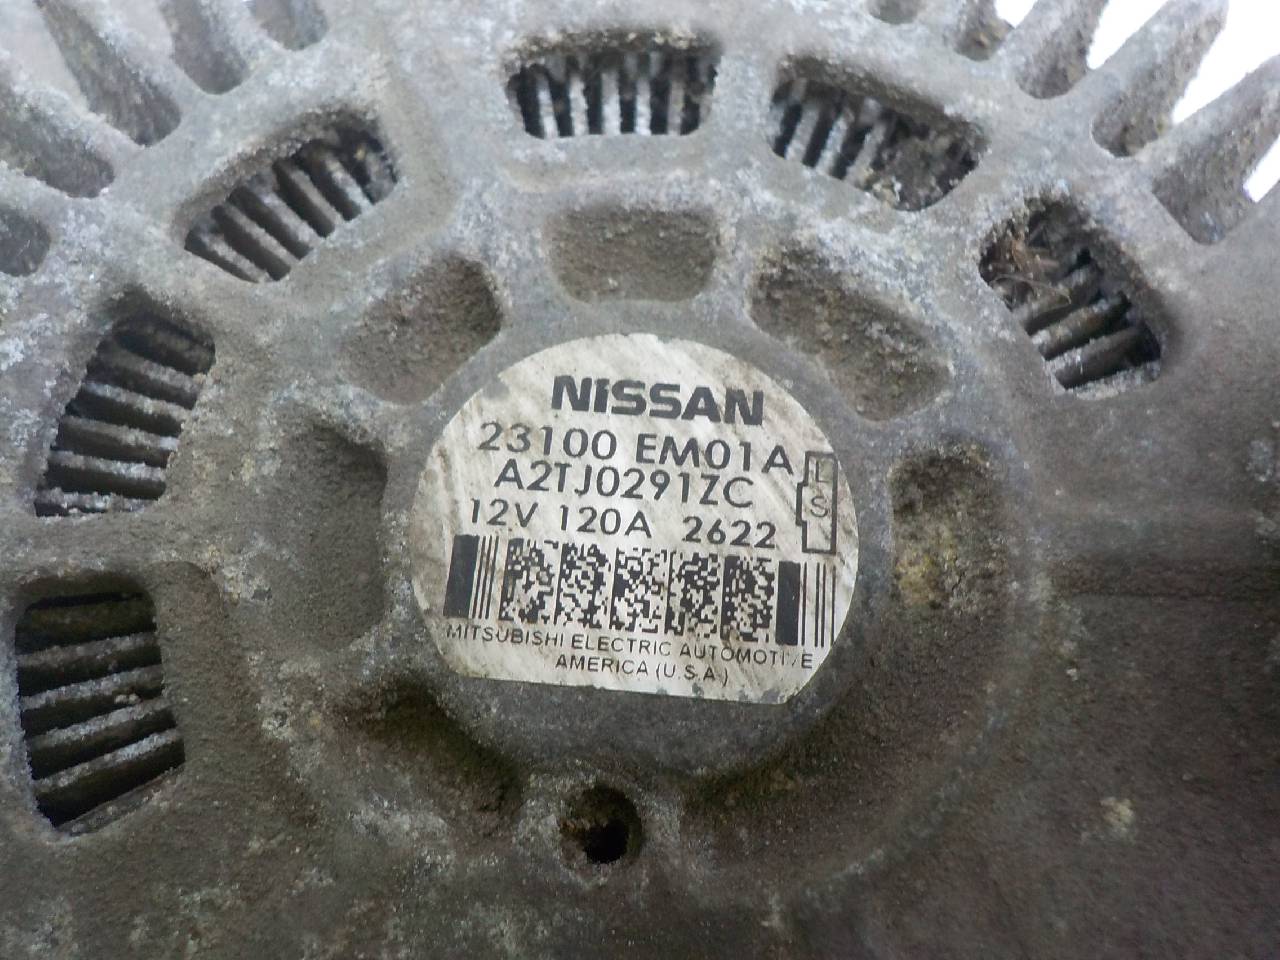 NISSAN
23100 EM01A
A2TJ0291ZC
L
S
12V 120A 2622
MITSUBISHI ELECTRIC AUTOMOTIVE
AMERICA (U.S.A.)